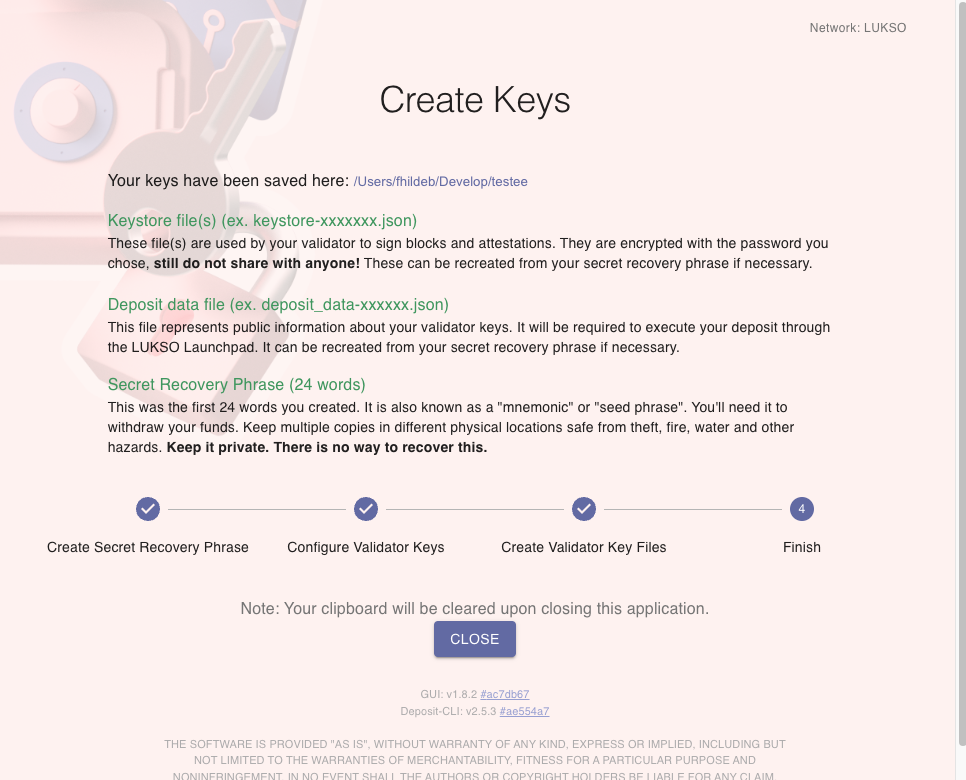 Network: LUKSO
Create Keys
Your keys have been saved here: /Users/fhildeb/Develop/testee
Keystore file(s) (ex. keystore-xxxxxxx.json)
These file(s) are used by your validator to sign blocks and attestations. They are encrypted with the password you
chose, still do not share with anyone! These can be recreated from your secret recovery phrase if necessary.
Deposit data file (ex. deposit_data-xxxxxx.json)
This file represents public information about your validator keys. It will be required to execute your deposit through
the LUKSO Launchpad. It can be recreated from your secret recovery phrase if necessary.
Secret Recovery Phrase (24 words)
This was the first 24 words you created. It is also known as a "mnemonic" or "seed phrase". You'll need it to
withdraw your funds. Keep multiple copies in different physical locations safe from theft, fire, water and other
hazards. Keep it private. There is no way to recover this.
4
Create Secret Recovery Phrase Configure Validator Keys Create Validator Key Files Finish
Note: Your clipboard will be cleared upon closing this application.
CLOSE
GUI: v1.8.2 #ac7db67
Deposit-CLI: v2.5.3 #ae554a7
THE SOFTWARE IS PROVIDED "AS IS", WITHOUT WARRANTY OF ANY KIND, EXPRESS OR IMPLIED, INCLUDING BUT
NOT LIMITED TO THE WARRANTIES OF MERCHANTABILITY, FITNESS FOR A PARTICULAR PURPOSE AND
NONINFRINGEMENT. IN NO EVENT SHALL THE AUTHORS OR COPYRIGHT HOLDERS BE LIABLE FOR ANY CLAIM,